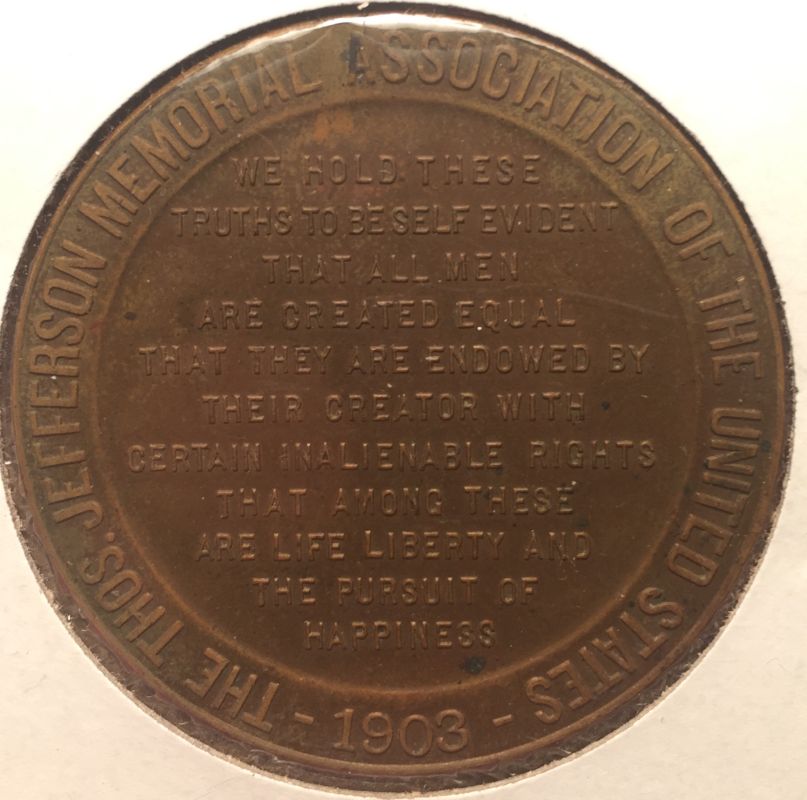 THE THOS. JEFFERSON MEMORIAL ASSOCIATION OF THE UNITED STATES
- 1903 -
WE HOLD THESE
TRUTHS TO BE SELF EVIDENT
THAT ALL MEN
ARE CREATED EQUAL
THAT THEY ARE ENDOWED BY
THEIR CREATOR WITH
CERTAIN INALIENABLE RIGHTS
THAT AMONG THESE
ARE LIFE LIBERTY AND
THE PURSUIT OF
HAPPINESS